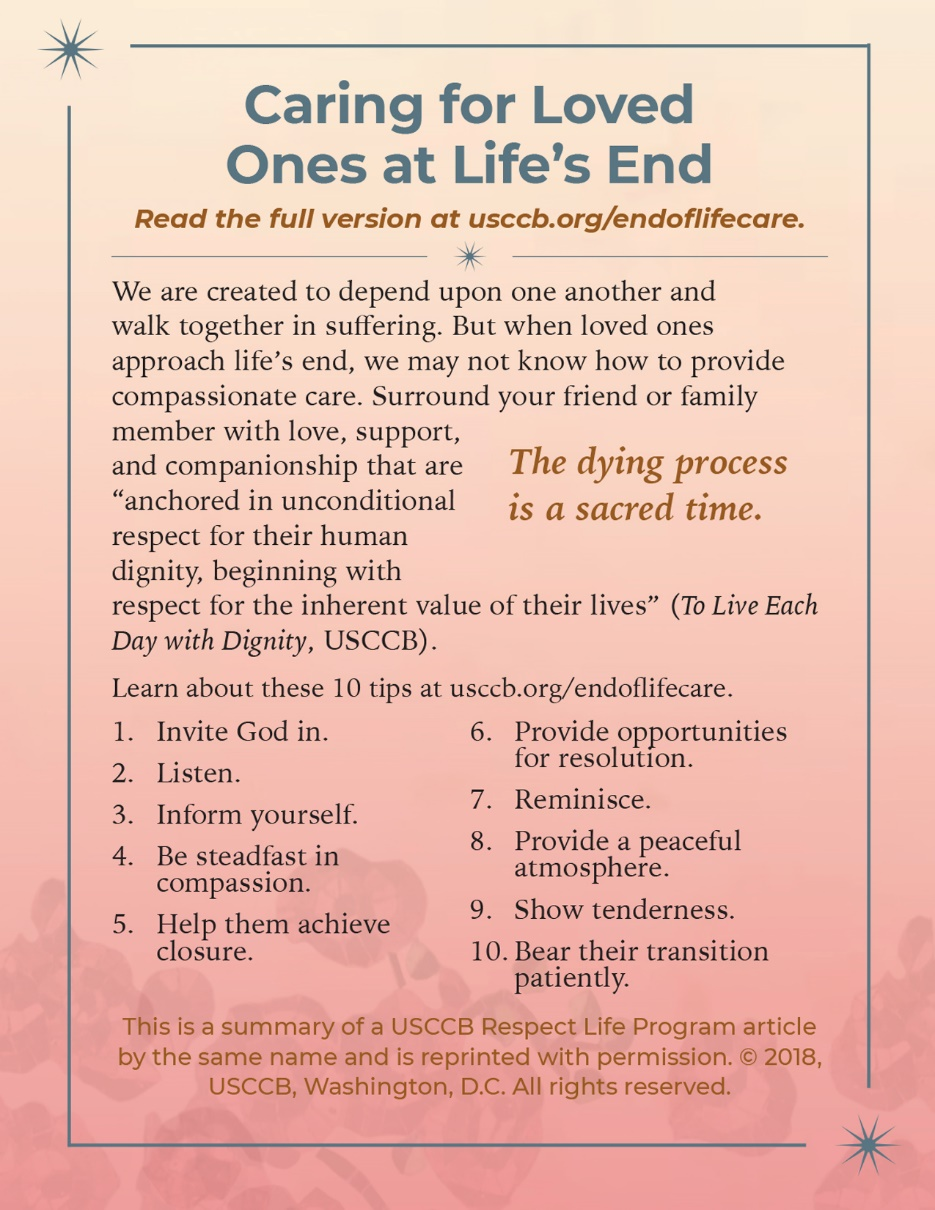 Caring for Loved
Ones at Life’s End
Read the full version at usccb.org/endoflifecare.
We are created to depend upon one another and
walk together in suffering. But when loved ones
approach life’s end, we may not know how to provide
compassionate care. Surround your friend or family
member with love, support,
and companionship that are
“anchored in unconditional
respect for their human
dignity, beginning with
respect for the inherent value of their lives” (To Live Each
Day with Dignity, USCCB).
The dying process
is a sacred time.
Learn about these 10 tips at usccb.org/endoflifecare.
1. Invite God in.
2. Listen.
3. Inform yourself.
4. Be steadfast in
compassion.
5. Help them achieve
closure.
6. Provide opportunities
for resolution.
7. Reminisce.
8. Provide a peaceful
atmosphere.
9. Show tenderness.
10. Bear their transition
patiently.
This is a summary of a USCCB Respect Life Program article
by the same name and is reprinted with permission. © 2018,
USCCB, Washington, D.C. All rights reserved.